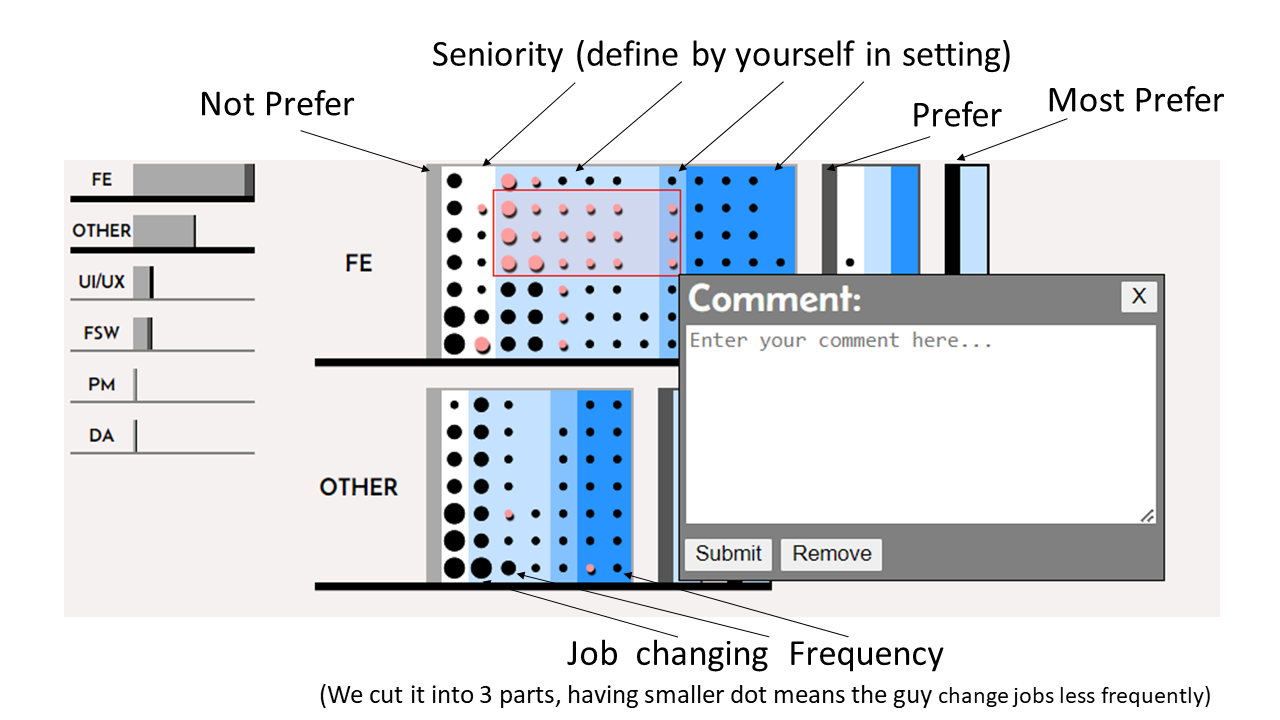 Seniority (define by yourself in setting)
Not Prefer
Prefer
Most Prefer
FE
OTHER
UI/UX
FSW
PM
DA
FE
OTHER
Comment:
X
Enter your comment here...
Submit
Remove
Job changing Frequency
(We cut it into 3 parts, having smaller dot means the guy change jobs less frequently)